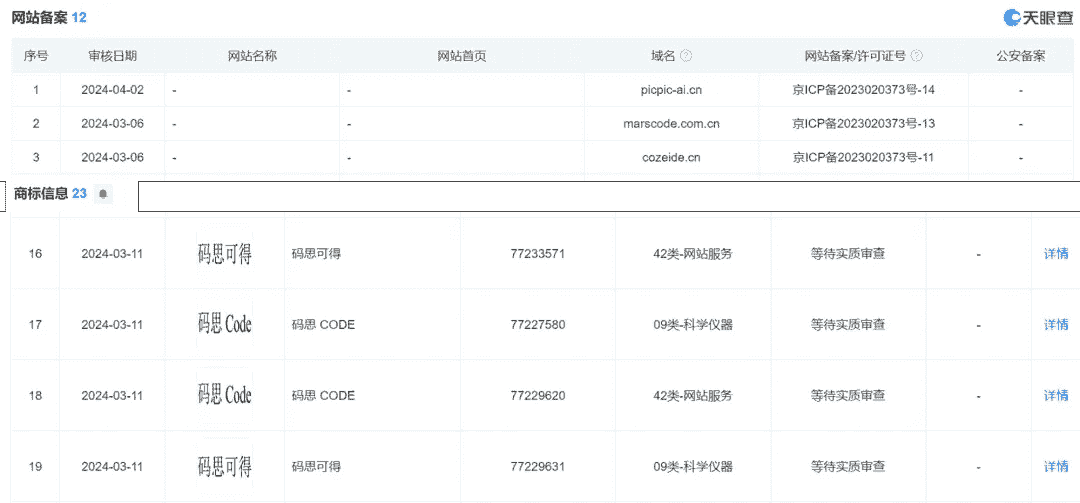 网站备案 12 天眼查
序号 审核日期 网站名称 网站首页 域名 ? 网站备案/许可证号 ? 公安备案
1 2024-04-02 - - picpic-ai.cn 京ICP备2023020373号-14 -
2 2024-03-06 - - marscode.com.cn 京ICP备2023020373号-13 -
3 2024-03-06 - - cozeide.cn 京ICP备2023020373号-11 -
商标信息 23
16 2024-03-11 码思可得 码思可得 77233571 42类-网站服务 等待实质审查 - 详情
17 2024-03-11 码思 Code 码思 CODE 77227580 09类-科学仪器 等待实质审查 - 详情
18 2024-03-11 码思 Code 码思 CODE 77229620 42类-网站服务 等待实质审查 - 详情
19 2024-03-11 码思可得 码思可得 77229631 09类-科学仪器 等待实质审查 - 详情